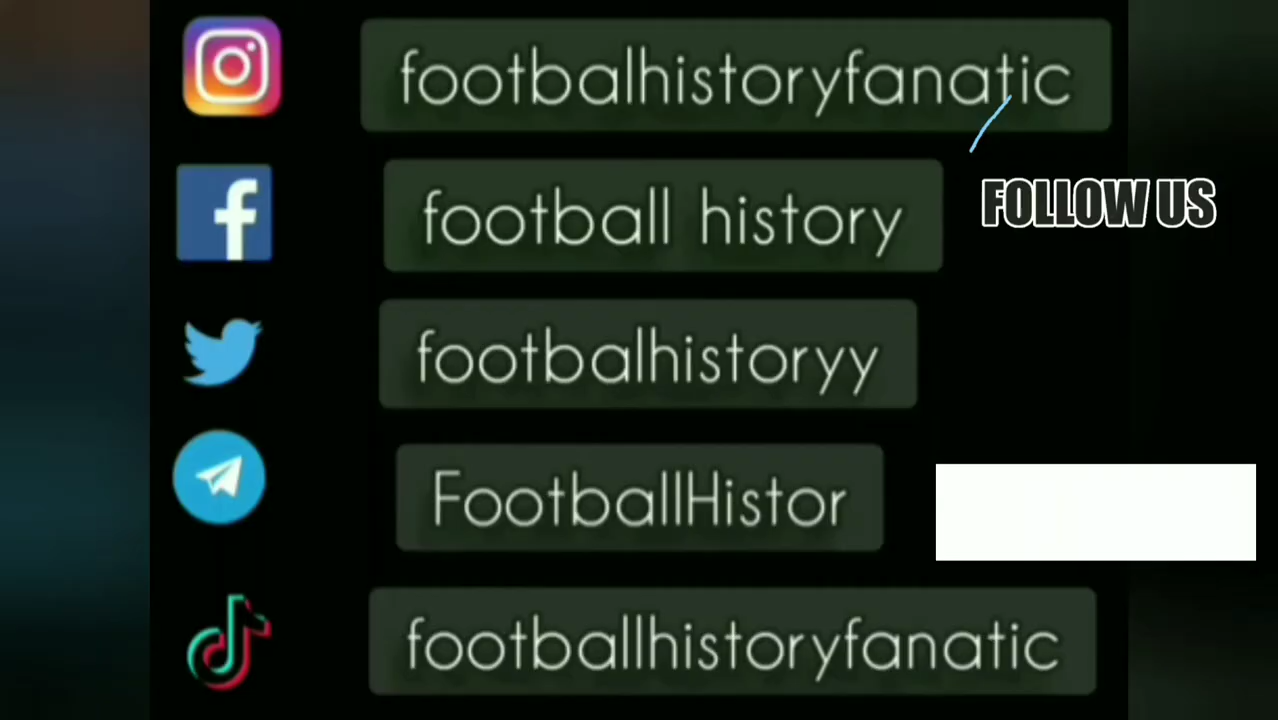 footbalhistoryfanatic
football history
FOLLOW US
footbalhistoryy
FootballHistor
footballhistoryfanatic